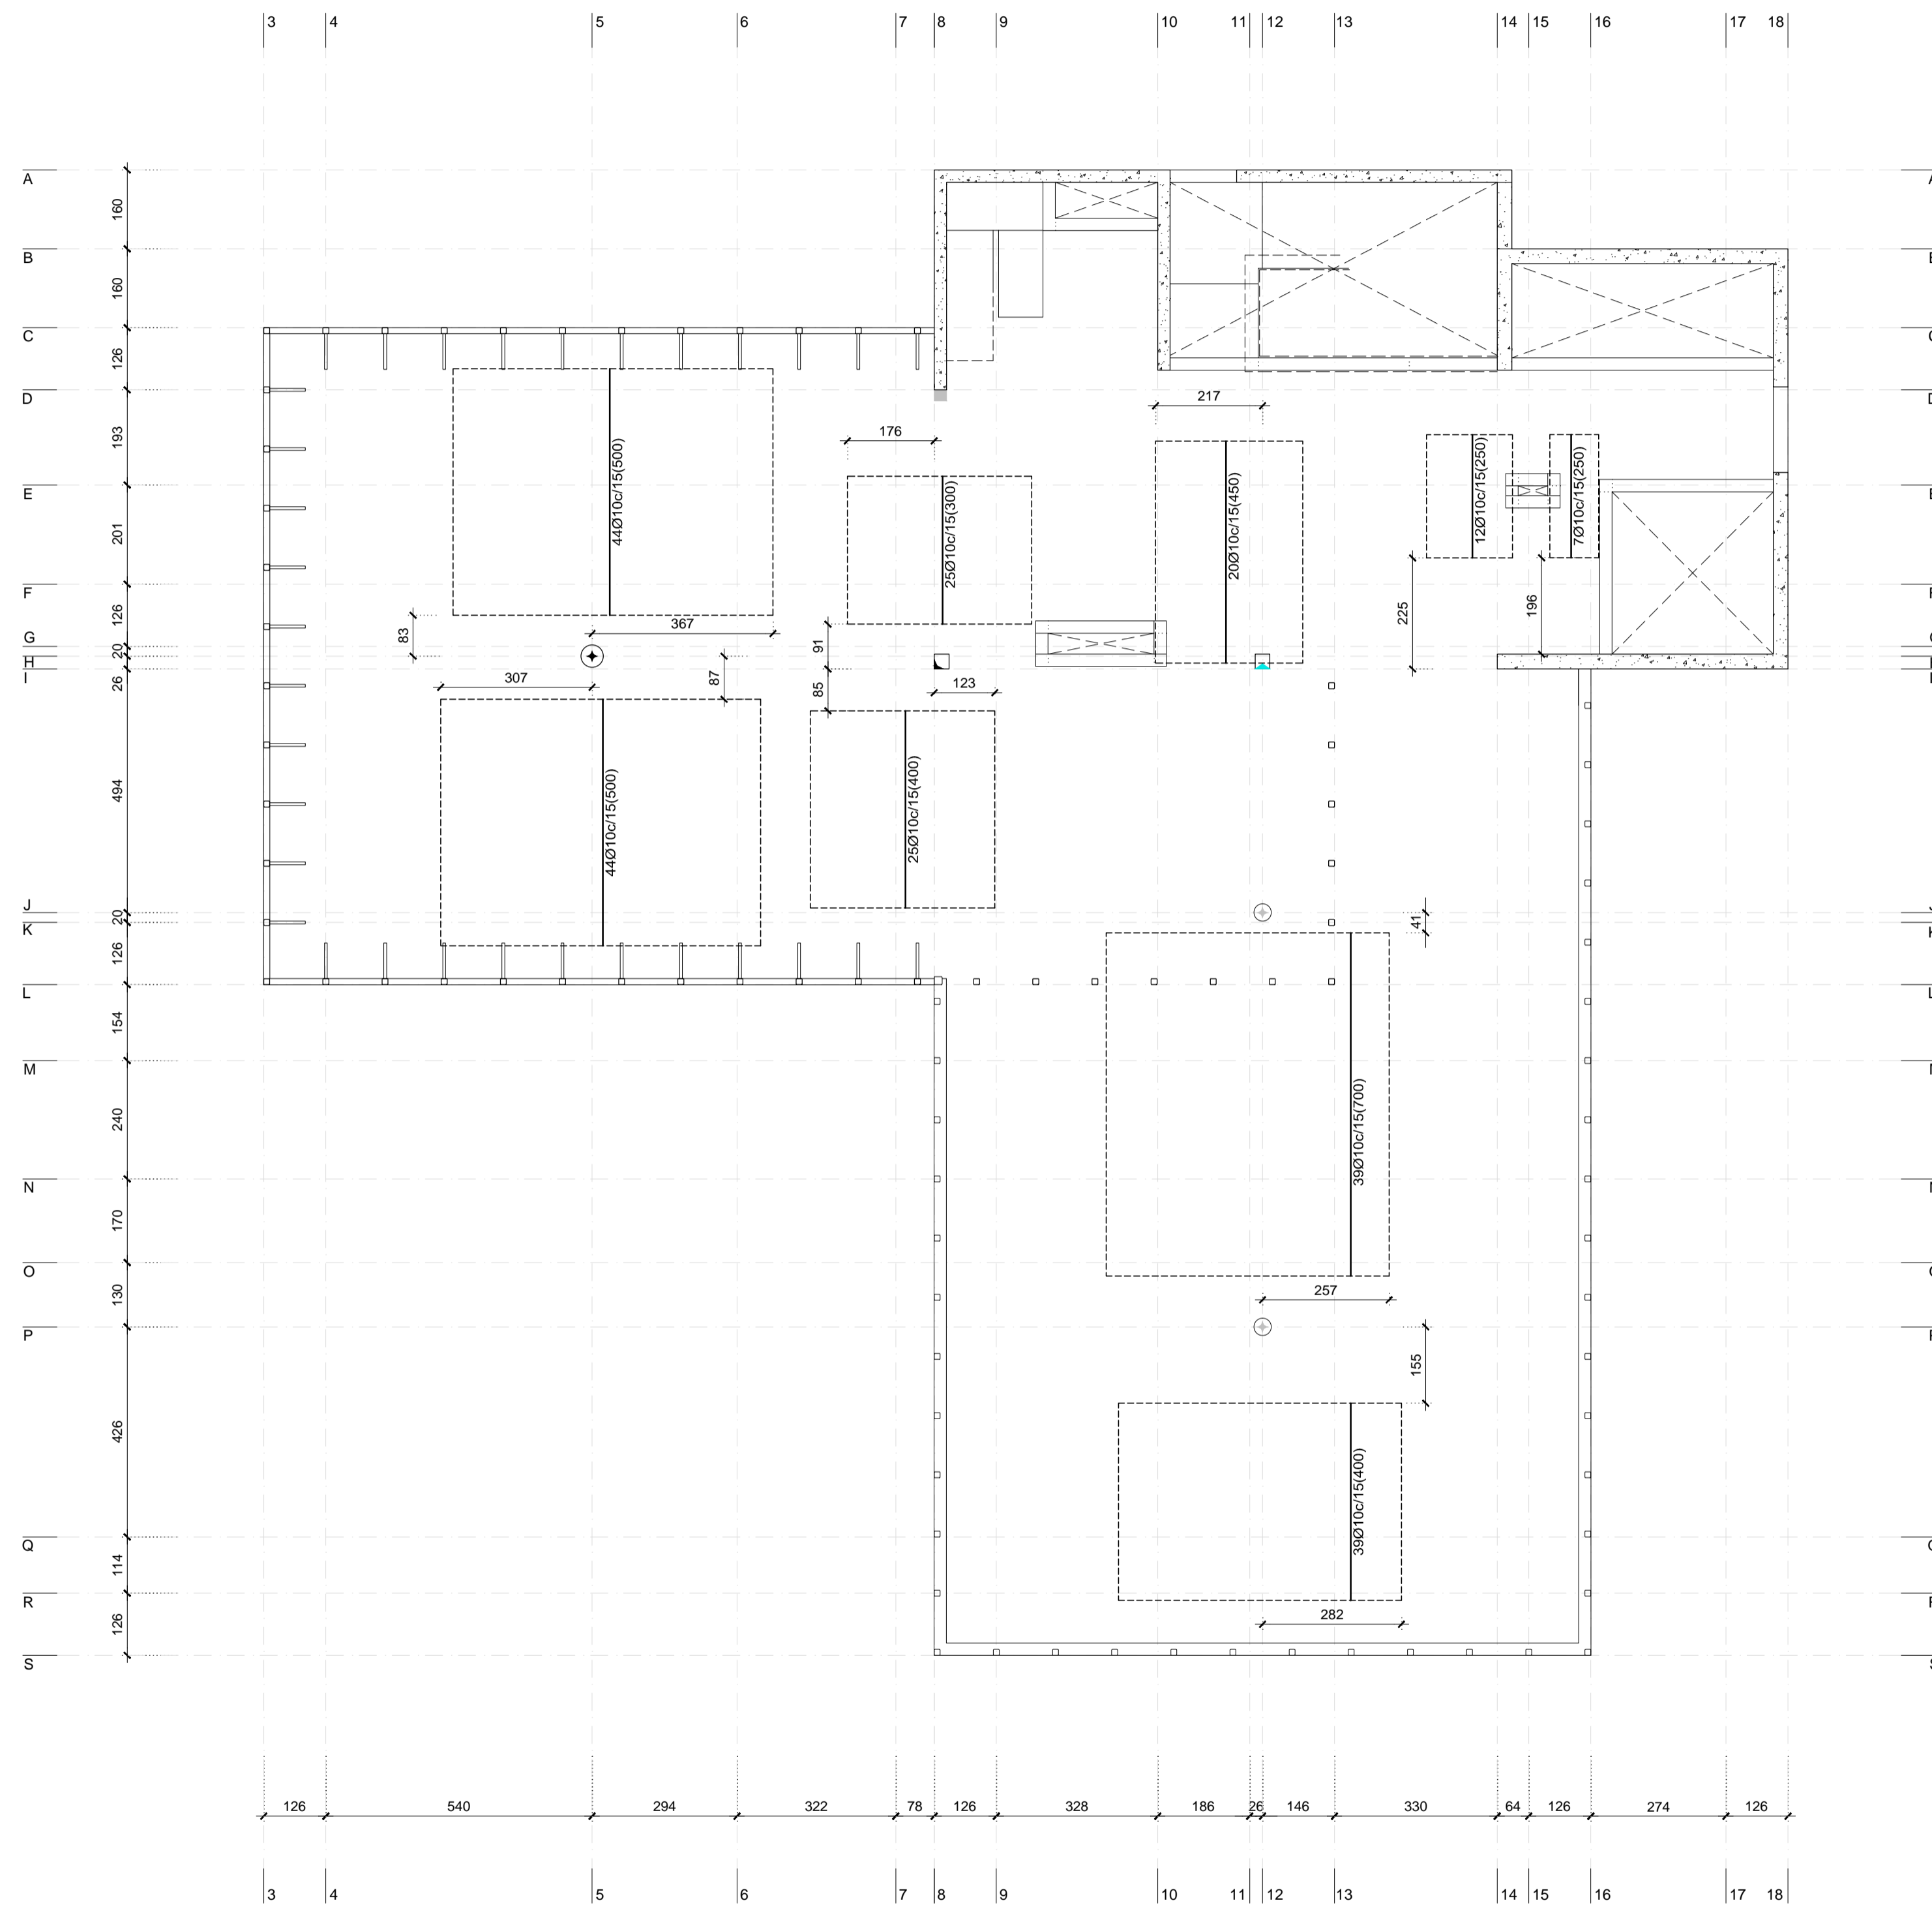 3 4 5 6 7 8 9 10 11 12 13 14 15 16 17 18
A
160
B
160
C
126
D
217
193
176
44Ø10c/15(500)
25Ø10c/15(300)
20Ø10c/15(450)
12Ø10c/15(250)
7Ø10c/15(250)
E
201
F
126
83
367
91
225
196
G
20
H
26
I
307
87
85
123
494
44Ø10c/15(500)
25Ø10c/15(400)
J
20
K
41
126
L
154
M
240
39Ø10c/15(700)
N
170
O
130
257
P
155
426
39Ø10c/15(400)
Q
114
R
126
282
S
126 540 294 322 78 126 328 186 26 146 330 64 126 274 126
3 4 5 6 7 8 9 10 11 12 13 14 15 16 17 18